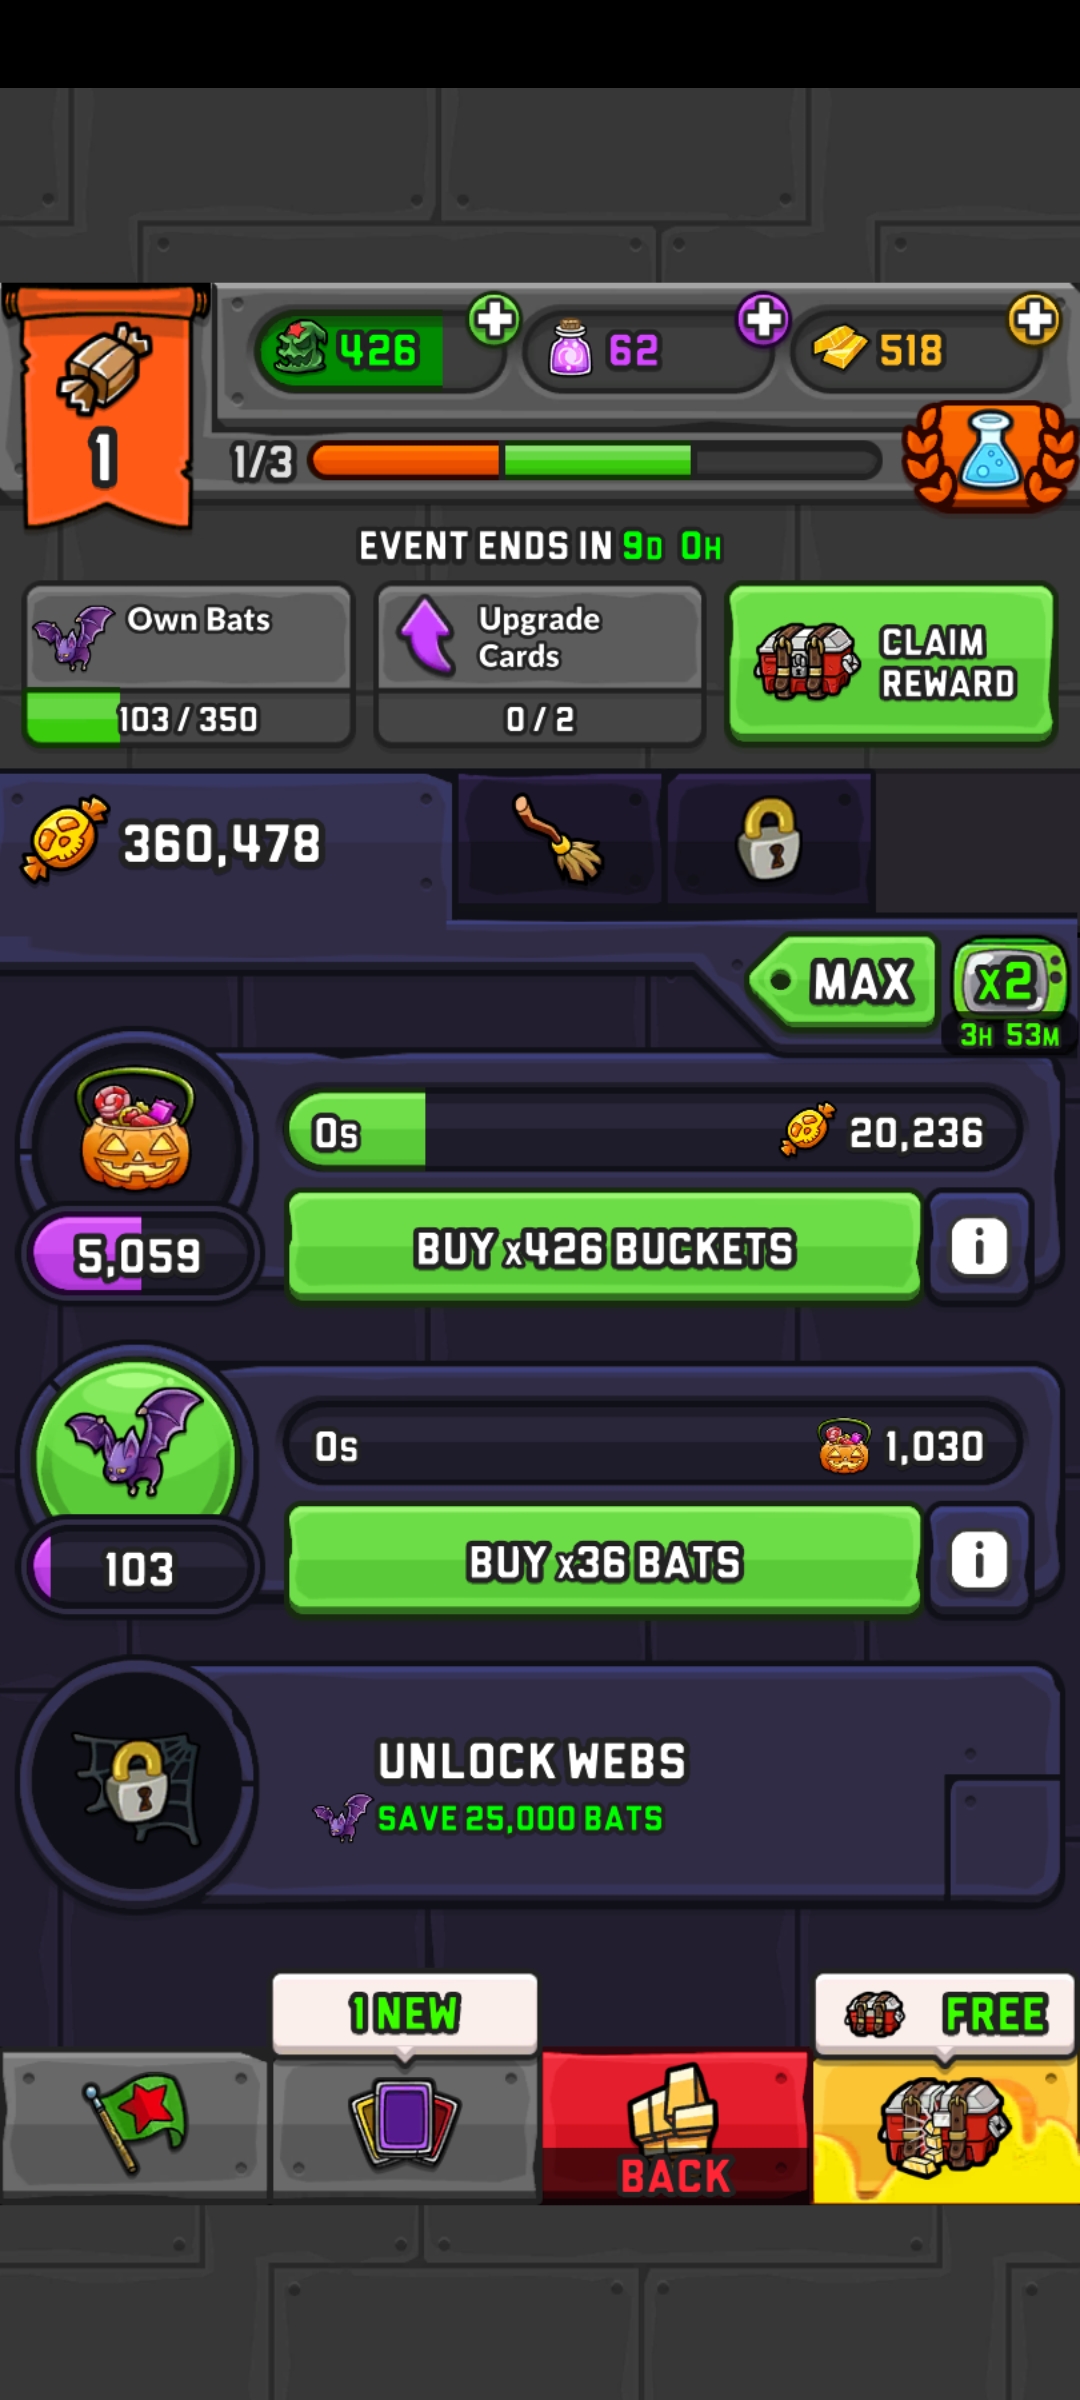 426
62
518
1
1/3
EVENT ENDS IN 9D 0H
Own Bats
103 / 350
Upgrade
Cards
0 / 2
CLAIM
REWARD
360,478
MAX
x2
3H 53M
0s
20,236
5,059
BUY x426 BUCKETS
i
0s
1,030
103
BUY x36 BATS
i
UNLOCK WEBS
SAVE 25,000 BATS
1 NEW
FREE
BACK